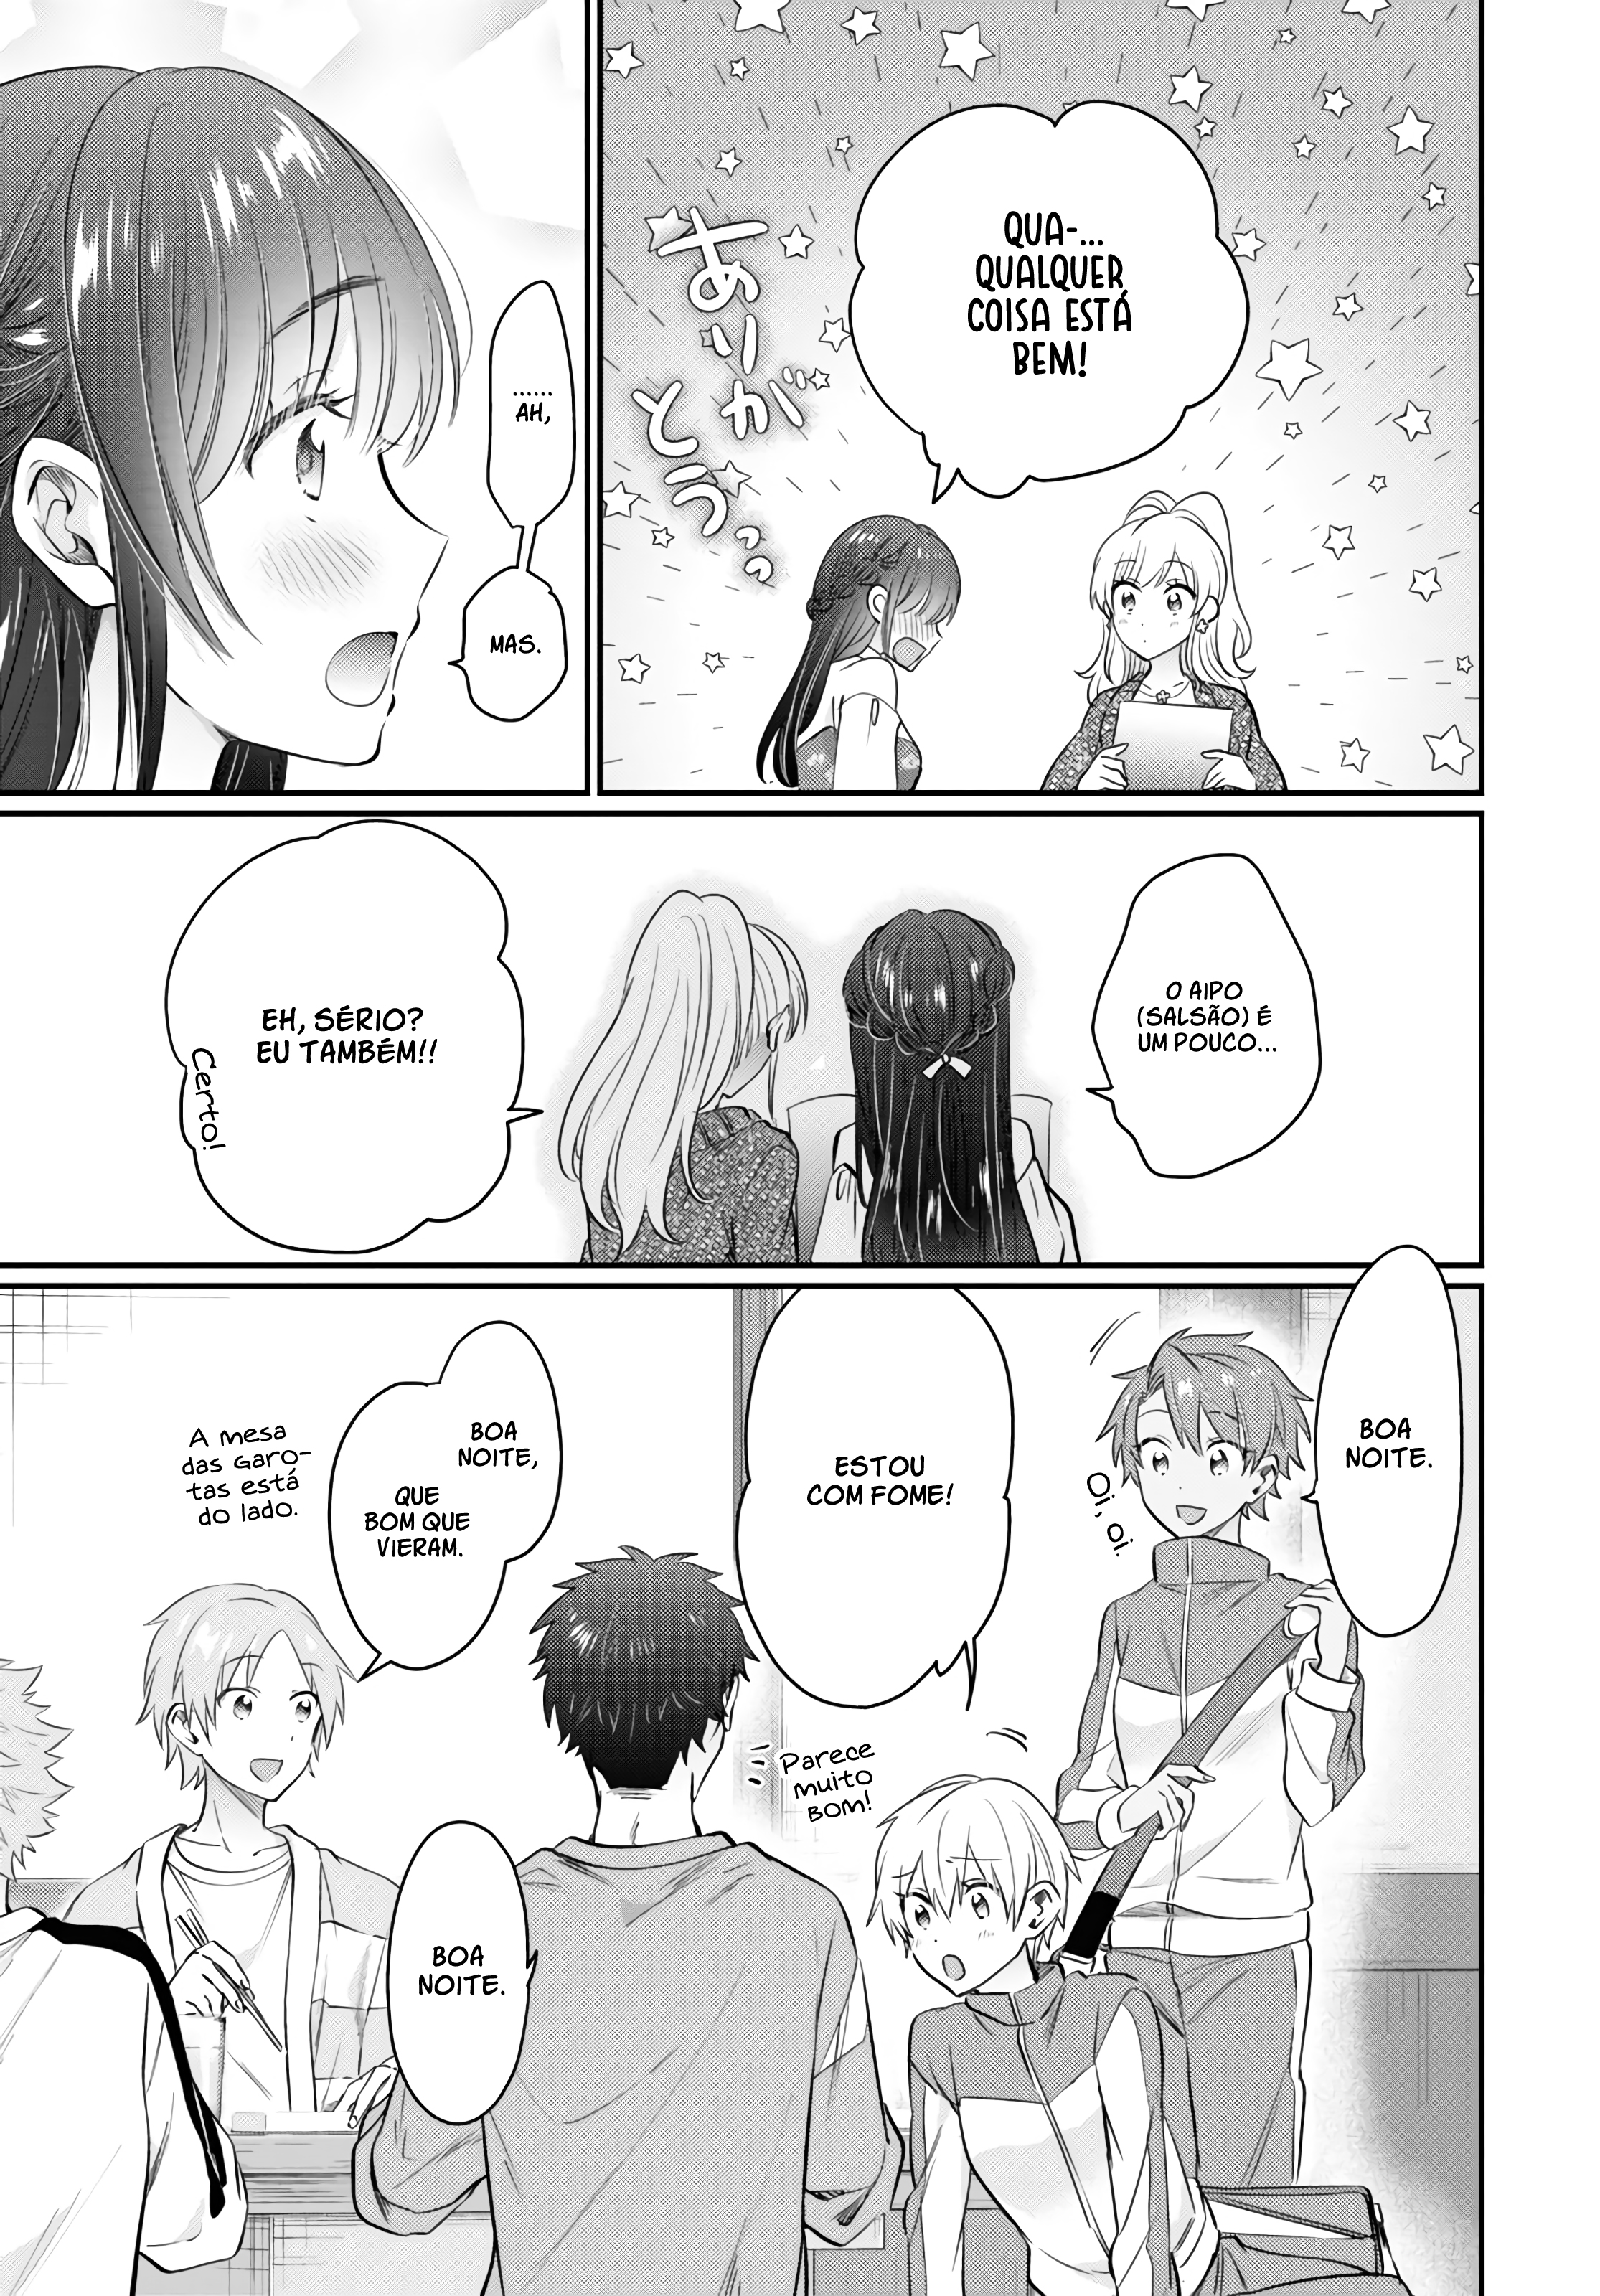 QUA-...
QUALQUER
COISA ESTÁ
BEM!
ありが
とうっっ
......
AH,
MAS.
O AIPO
(SALSÃO) É
UM POUCO...
EH, SÉRIO?
EU TAMBÉM!!
Certo!
BOA
NOITE.
Oi, oi.
ESTOU
COM FOME!
Parece
muito
bom!
BOA
NOITE,
QUE
BOM QUE
VIERAM.
A mesa
das garo-
tas está
do lado.
BOA
NOITE.